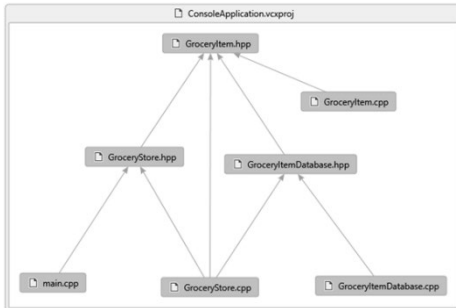 ConsoleApplication.vcxproj
GroceryItem.hpp
GroceryItem.cpp
GroceryStore.hpp
GroceryItemDatabase.hpp
main.cpp
GroceryStore.cpp
GroceryItemDatabase.cpp